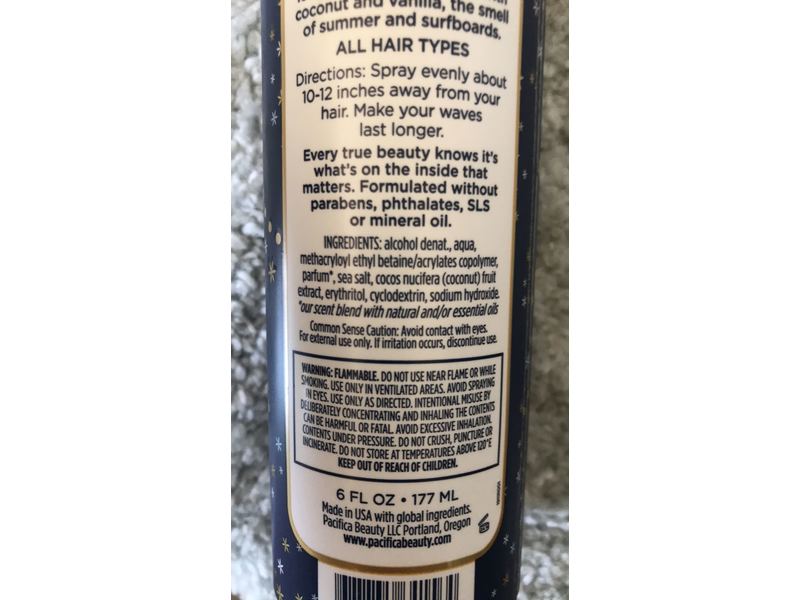 coconut and vanilla, the smell
of summer and surfboards.
ALL HAIR TYPES
Directions: Spray evenly about
10-12 inches away from your
hair. Make your waves
last longer.
Every true beauty knows it's
what's on the inside that
matters. Formulated without
parabens, phthalates, SLS
or mineral oil.
INGREDIENTS: alcohol denat., aqua,
methacryloyl ethyl betaine/acrylates copolymer,
parfum*, sea salt, cocos nucifera (coconut) fruit
extract, erythritol, cyclodextrin, sodium hydroxide.
*our scent blend with natural and/or essential oils
Common Sense Caution: Avoid contact with eyes.
For external use only. If irritation occurs, discontinue use.
WARNING: FLAMMABLE. DO NOT USE NEAR FLAME OR WHILE
SMOKING. USE ONLY IN VENTILATED AREAS. AVOID SPRAYING
IN EYES. USE ONLY AS DIRECTED. INTENTIONAL MISUSE BY
DELIBERATELY CONCENTRATING AND INHALING THE CONTENTS
CAN BE HARMFUL OR FATAL. AVOID EXCESSIVE INHALATION.
CONTENTS UNDER PRESSURE. DO NOT CRUSH, PUNCTURE OR
INCINERATE. DO NOT STORE AT TEMPERATURES ABOVE 120°F.
KEEP OUT OF REACH OF CHILDREN.
6 FL OZ • 177 ML
Made in USA with global ingredients.
Pacifica Beauty LLC Portland, Oregon
www.pacificabeauty.com